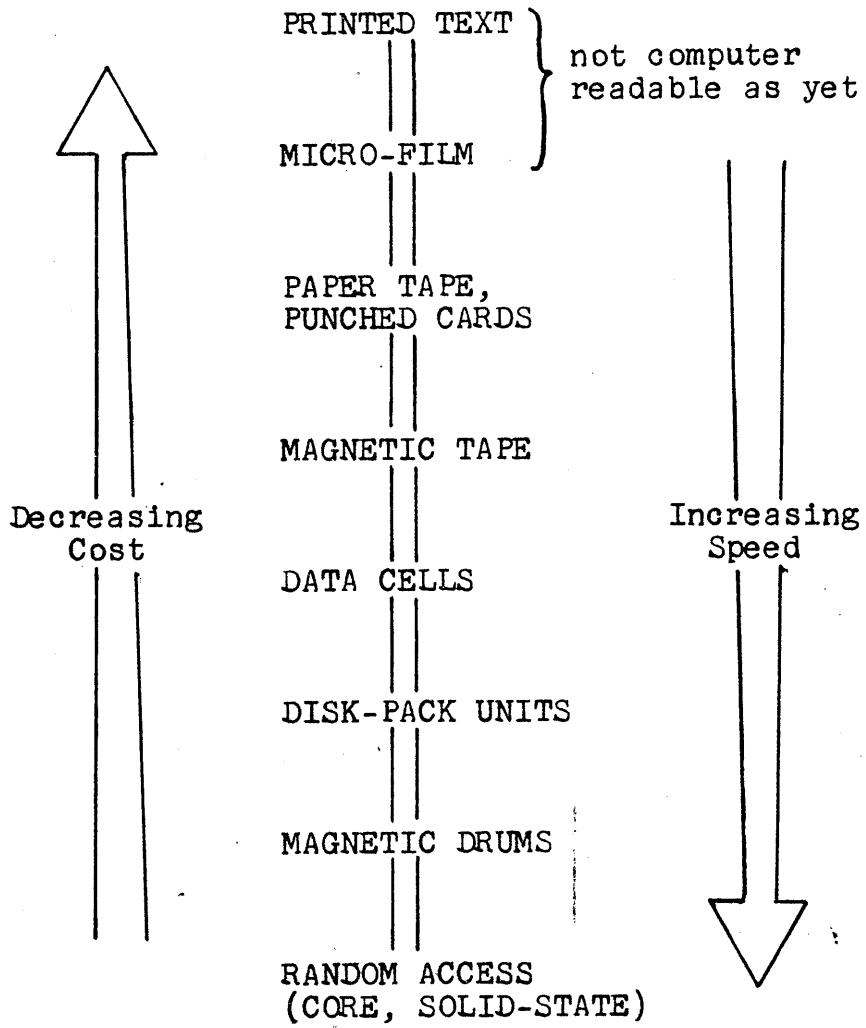 PRINTED TEXT
not computer
readable as yet
MICRO-FILM
PAPER TAPE,
PUNCHED CARDS
MAGNETIC TAPE
Decreasing
Cost
Increasing
Speed
DATA CELLS
DISK-PACK UNITS
MAGNETIC DRUMS
RANDOM ACCESS
(CORE, SOLID-STATE)